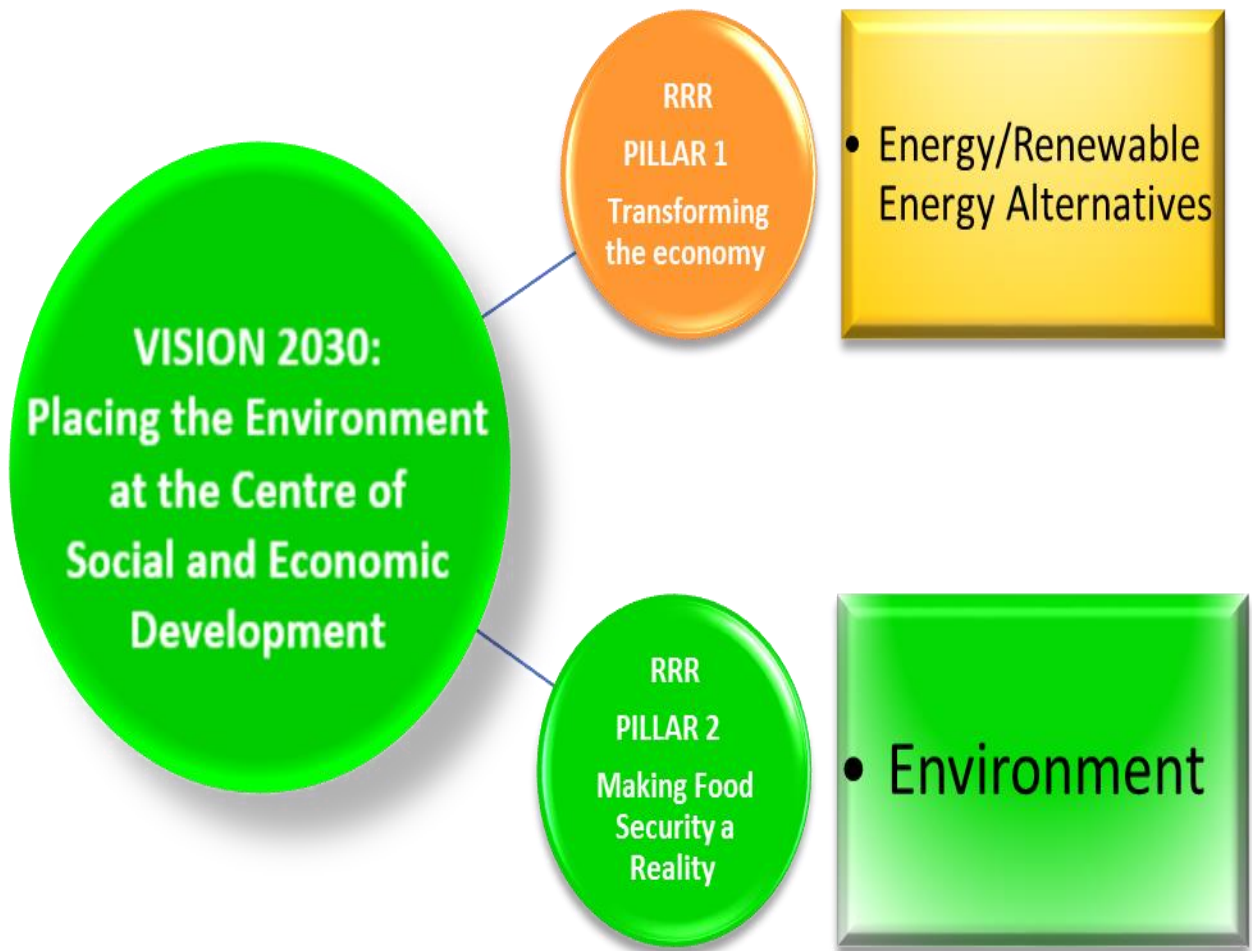 VISION 2030:
Placing the Environment
at the Centre of
Social and Economic
Development
RRR
PILLAR 1
Transforming
the economy
• Energy/Renewable
Energy Alternatives
RRR
PILLAR 2
Making Food
Security a
Reality
• Environment